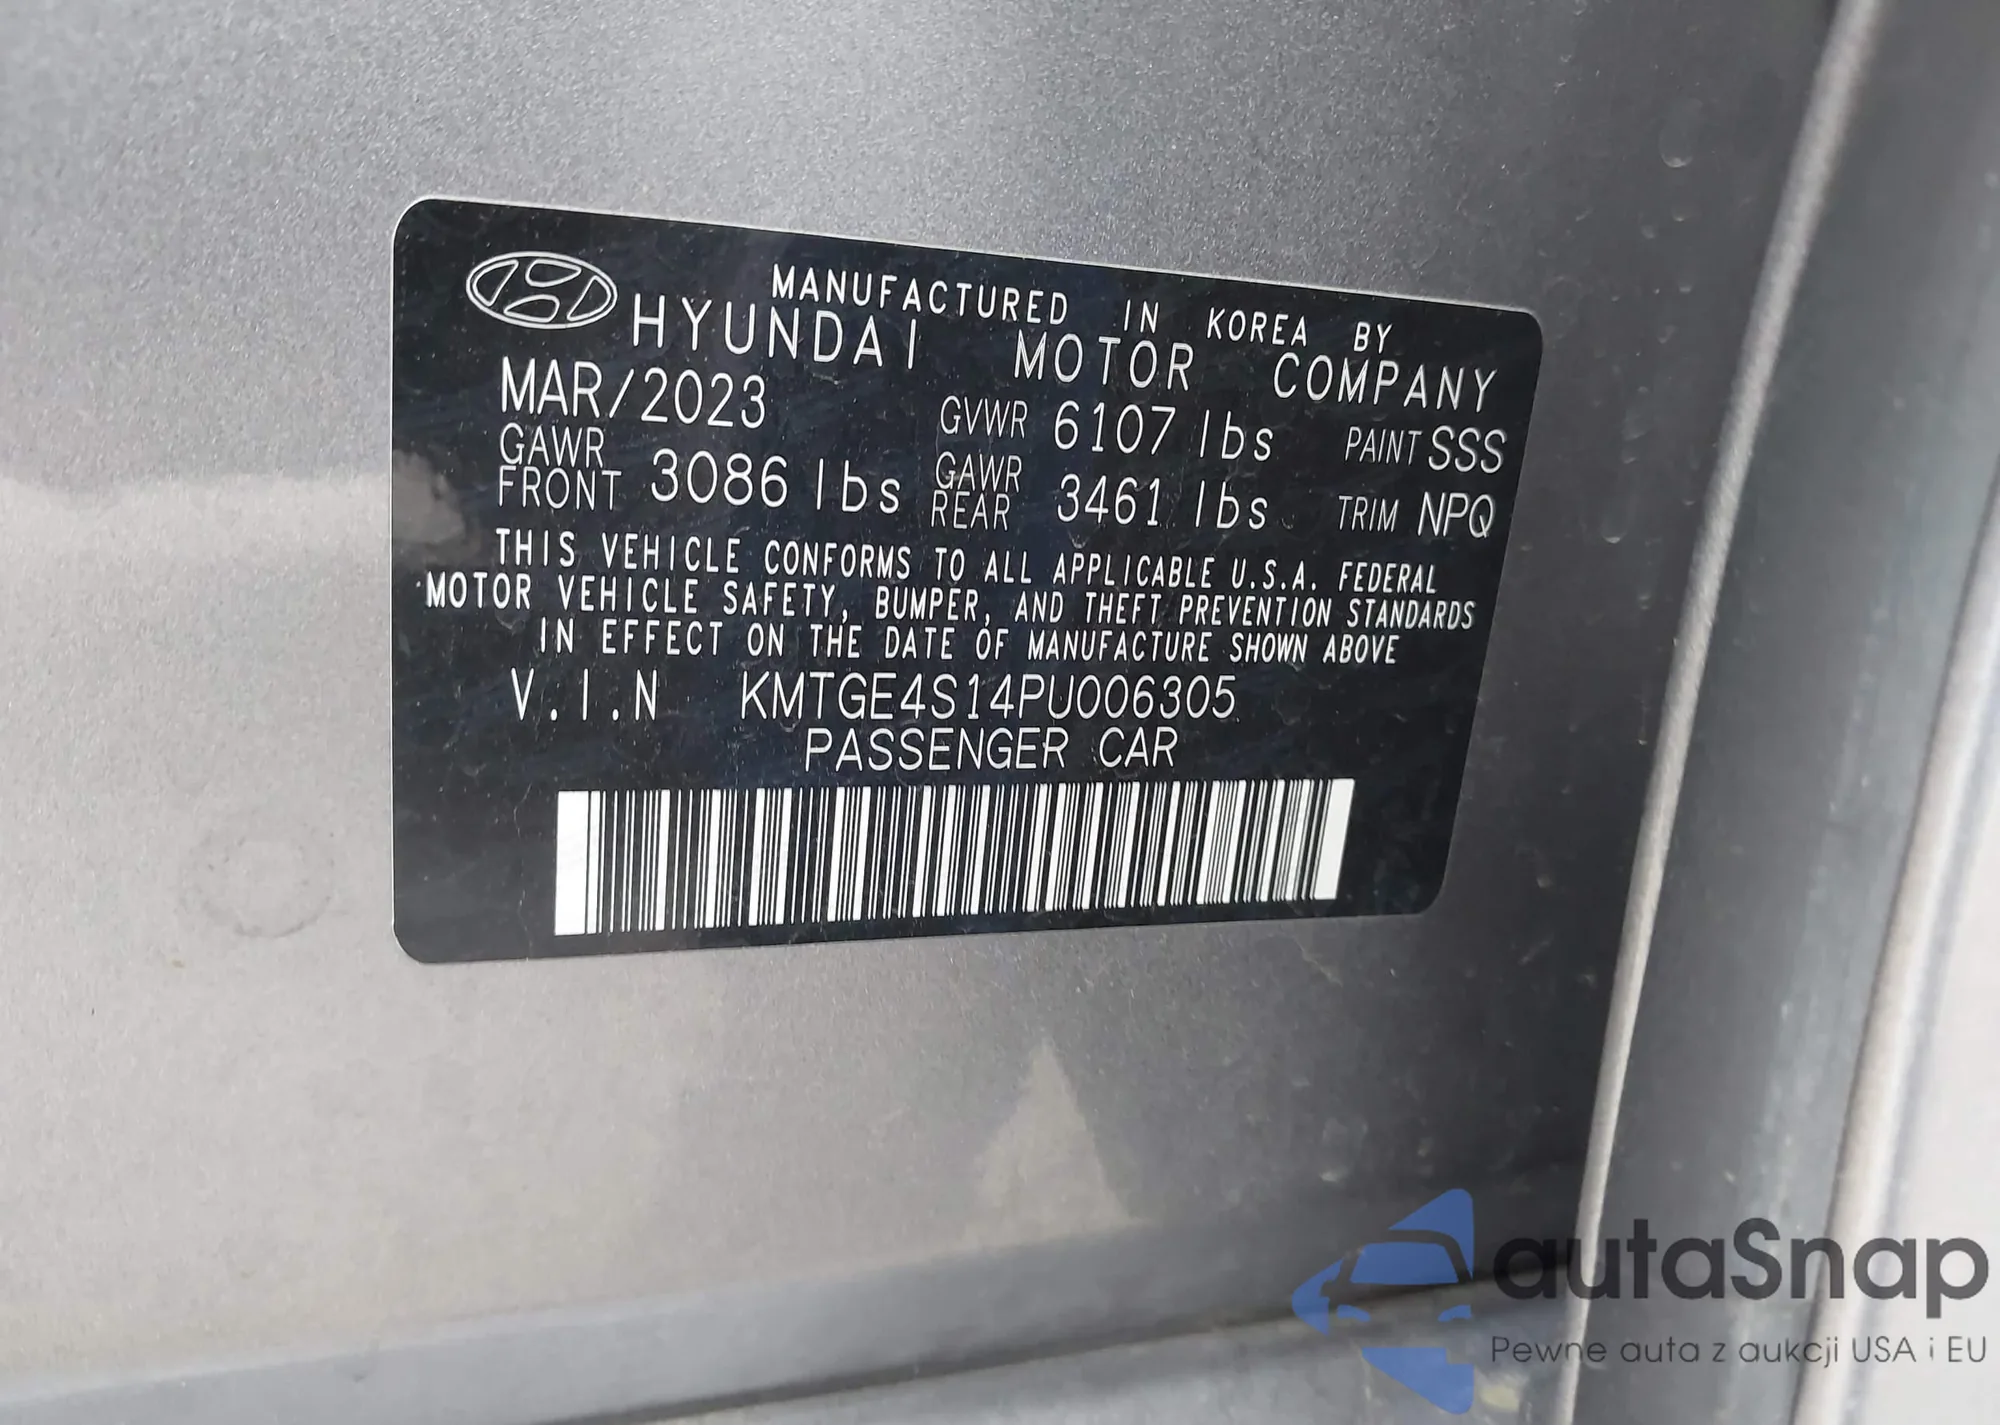 MANUFACTURED IN KOREA BY
HYUNDAI MOTOR COMPANY
MAR/2023 GVWR 6107 lbs PAINT SSS
GAWR FRONT 3086 lbs GAWR REAR 3461 lbs TRIM NPQ
THIS VEHICLE CONFORMS TO ALL APPLICABLE U.S.A. FEDERAL
MOTOR VEHICLE SAFETY, BUMPER, AND THEFT PREVENTION STANDARDS
IN EFFECT ON THE DATE OF MANUFACTURE SHOWN ABOVE
V.I.N KMTGE4S14PU006305
PASSENGER CAR
autaSnap
Pewne auta z aukcji USA i EU